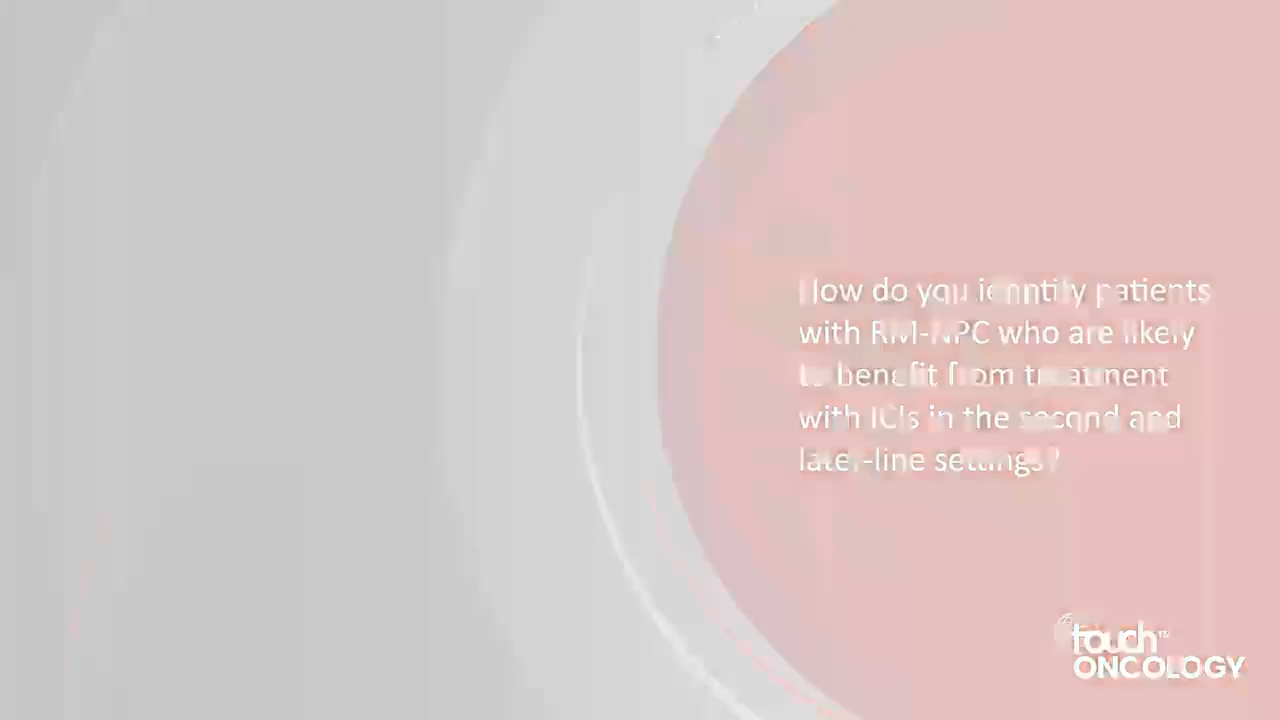 How do you identify patients
with RM-NPC who are likely
to benefit from treatment
with ICIs in the second and
later-line settings?
touch™
ONCOLOGY